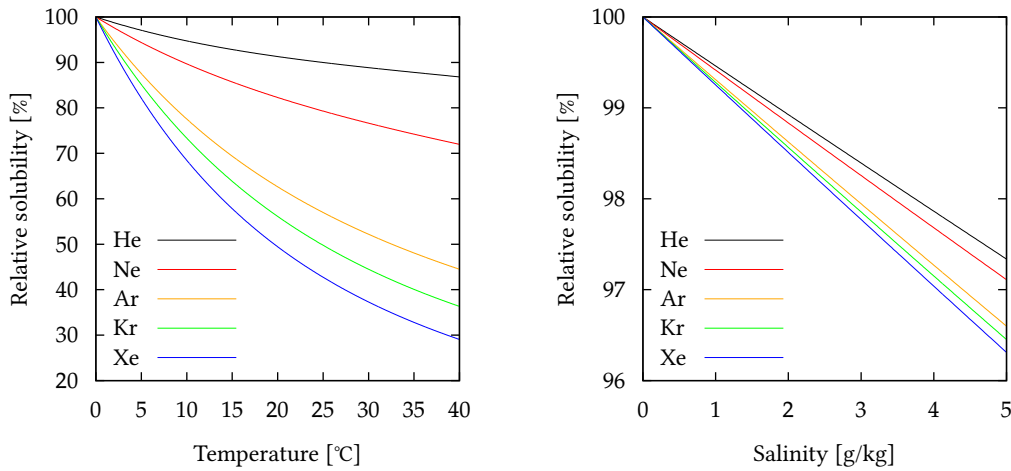 100
90
80
70
60
50
40
30
20
Relative solubility [%]
He
Ne
Ar
Kr
Xe
0 5 10 15 20 25 30 35 40
Temperature [℃]
100
99
98
97
96
Relative solubility [%]
He
Ne
Ar
Kr
Xe
0 1 2 3 4 5
Salinity [g/kg]